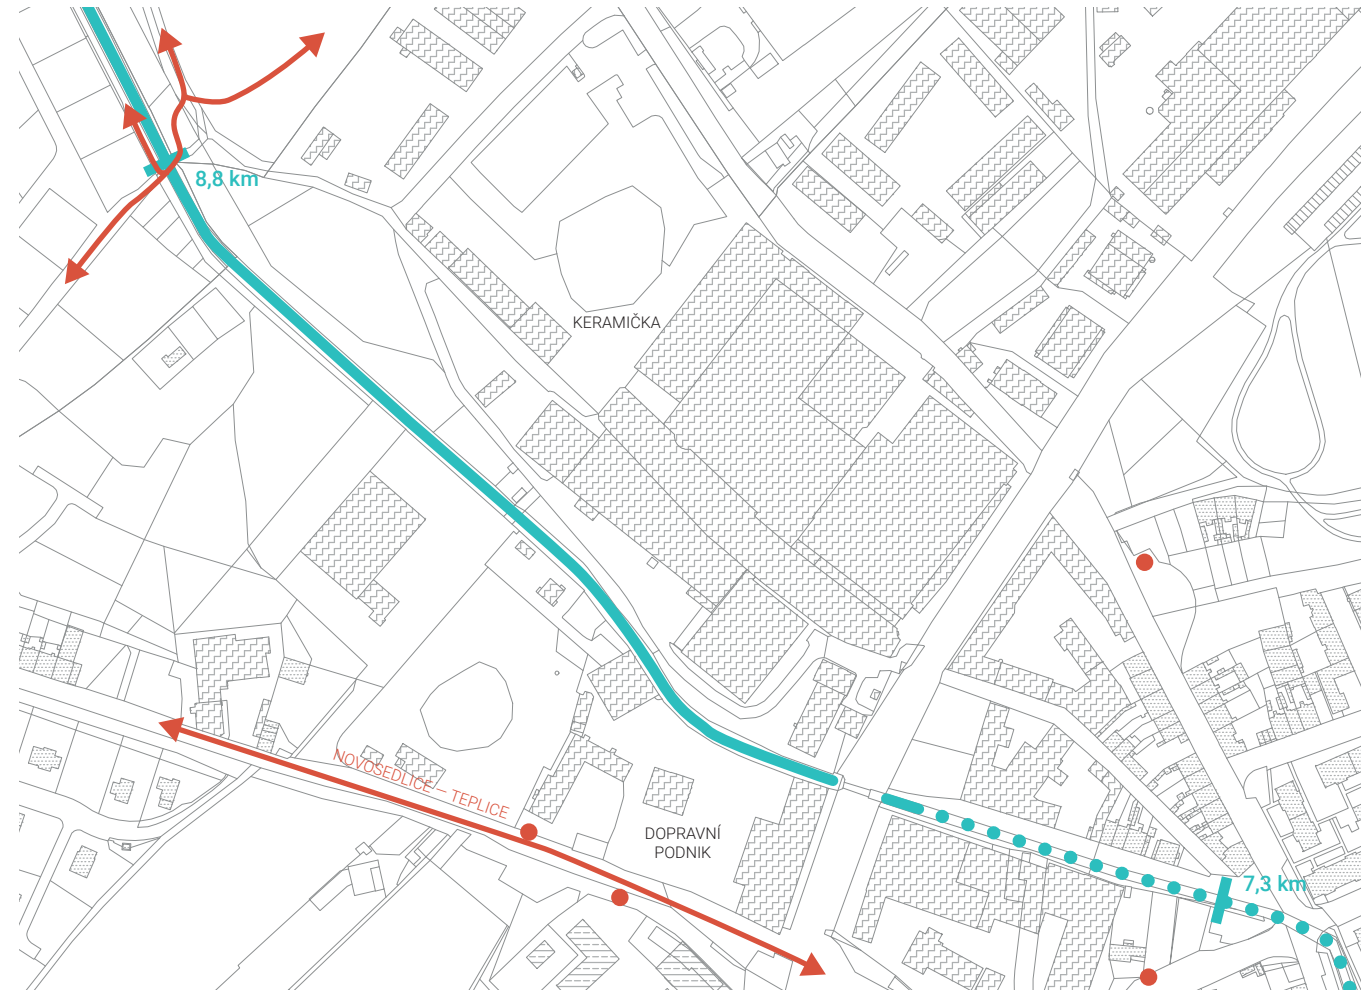 8,8 km
KERAMIČKA
NOVOSEDLICE – TEPLICE
DOPRAVNÍ
PODNIK
7,3 km